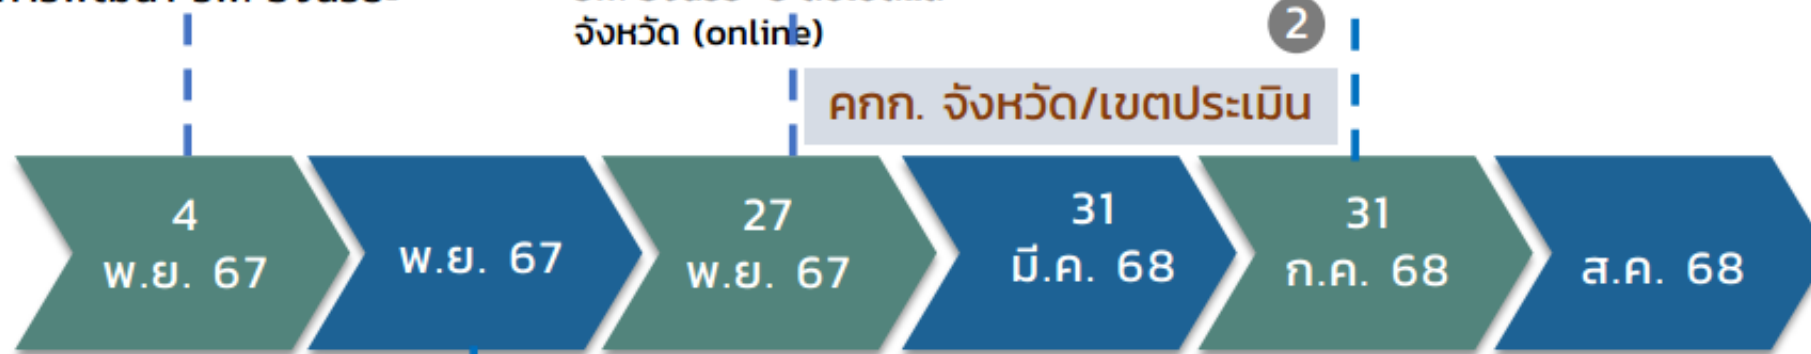 จังหวัด (online)
2
คกก. จังหวัด/เขตประเมิน
4
พ.ย. 67
พ.ย. 67
27
พ.ย. 67
31
มี.ค. 68
31
ก.ค. 68
ส.ค. 68